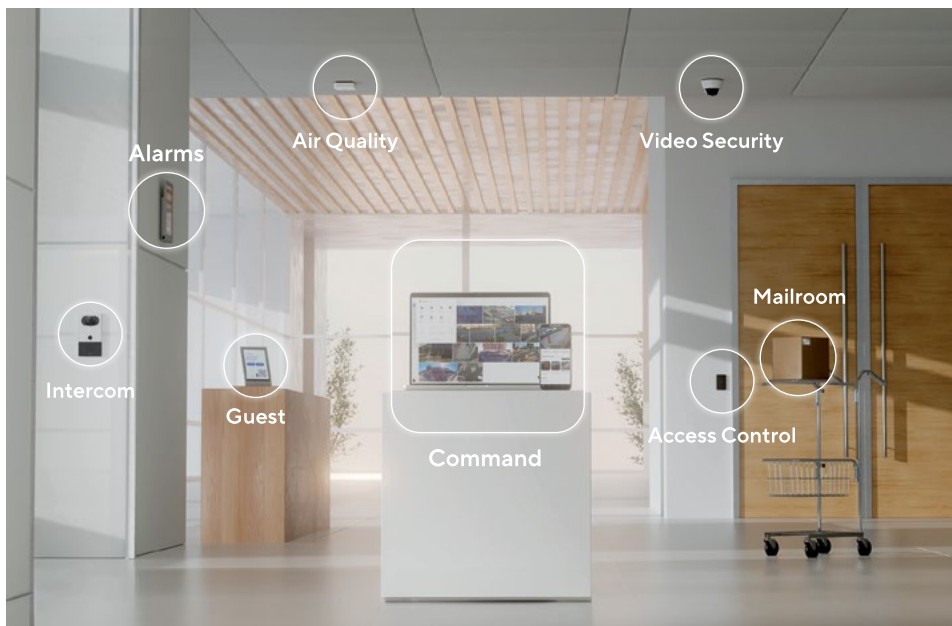 Air Quality
Video Security
Alarms
Mailroom
Intercom
Guest
Access Control
Command